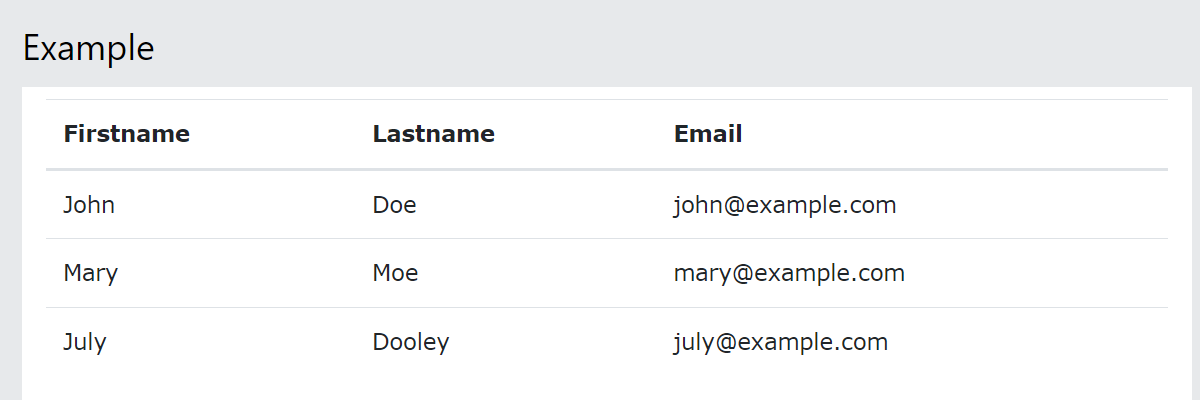 Example
Firstname Lastname Email
John Doe john@example.com
Mary Moe mary@example.com
July Dooley july@example.com